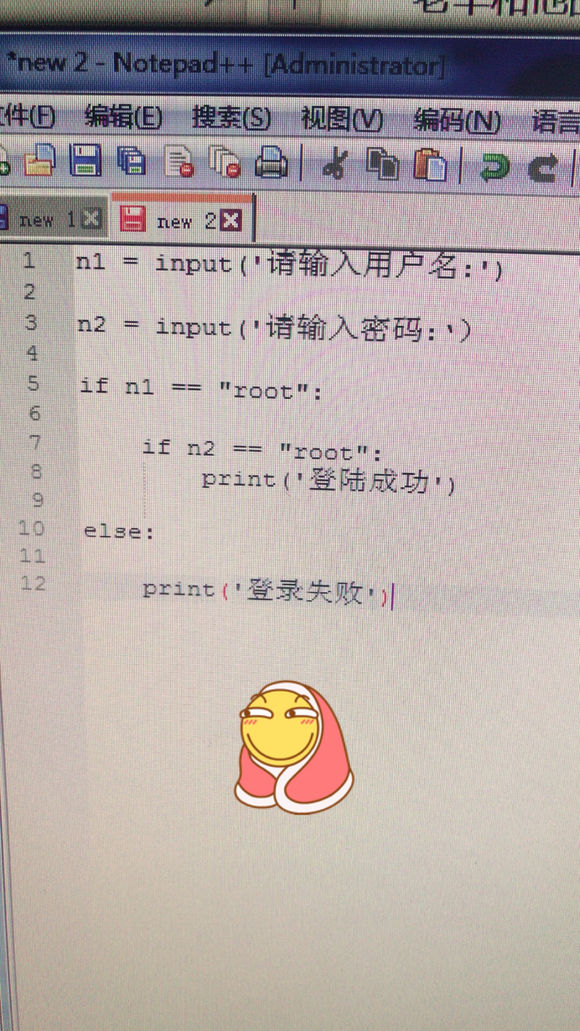 *new 2 - Notepad++ [Administrator]
件(F) 编辑(E) 搜索(S) 视图(V) 编码(N) 语言
new 1 new 2
1 n1 = input('请输入用户名:')
2
3 n2 = input('请输入密码:')
4
5 if n1 == "root":
6
7 if n2 == "root":
8 print('登陆成功')
9
10 else:
11
12 print('登录失败')